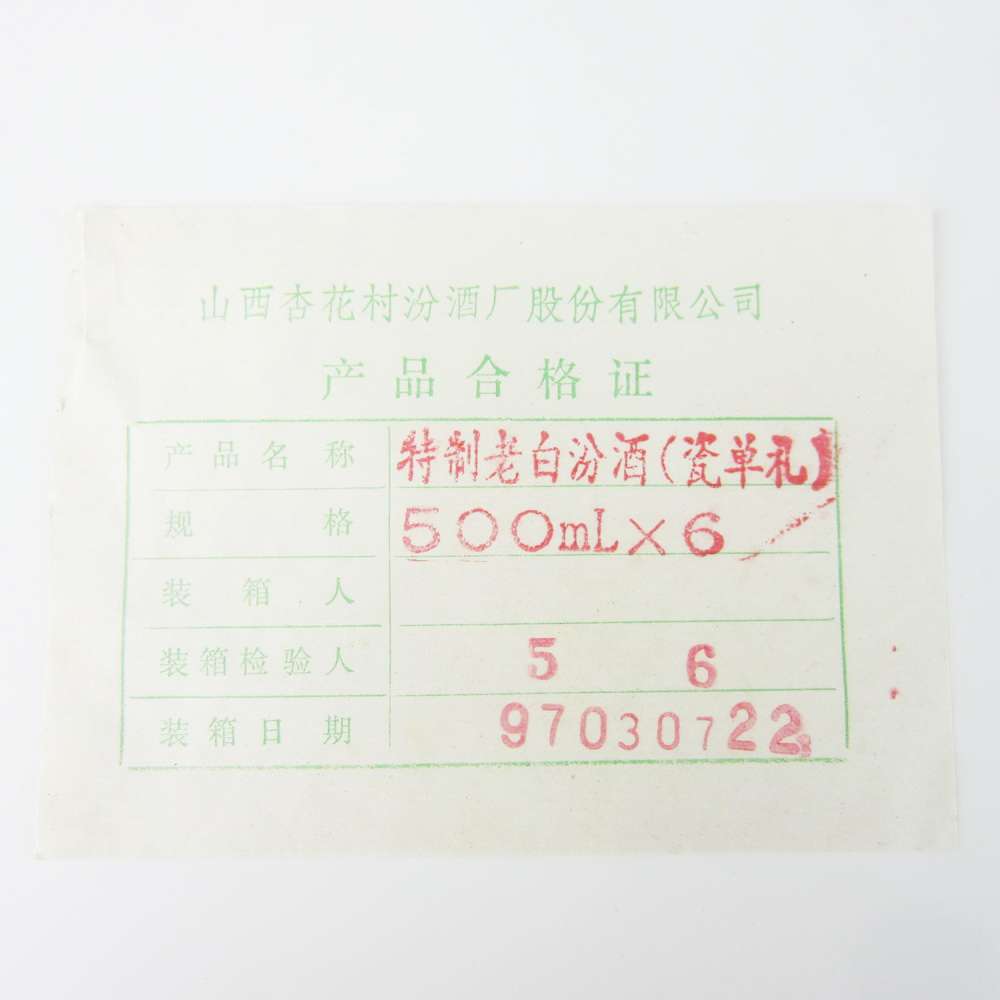 山西杏花村汾酒厂股份有限公司
产品合格证
产品名称 特制老白汾酒(瓷单礼)
规格 500mL×6
装箱人
装箱检验人 5 6
装箱日期 97030722